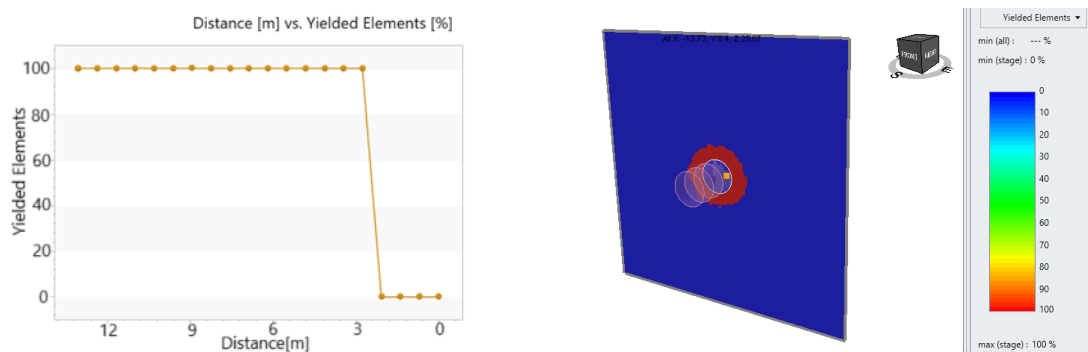 Distance [m] vs. Yielded Elements [%]
Yielded Elements
100
80
60
40
20
0
12
9
6
3
0
Distance[m]
FRONT
S
E
Yielded Elements
min (all) : --- %
min (stage) : 0 %
0
10
20
30
40
50
60
70
80
90
100
max (stage) : 100 %